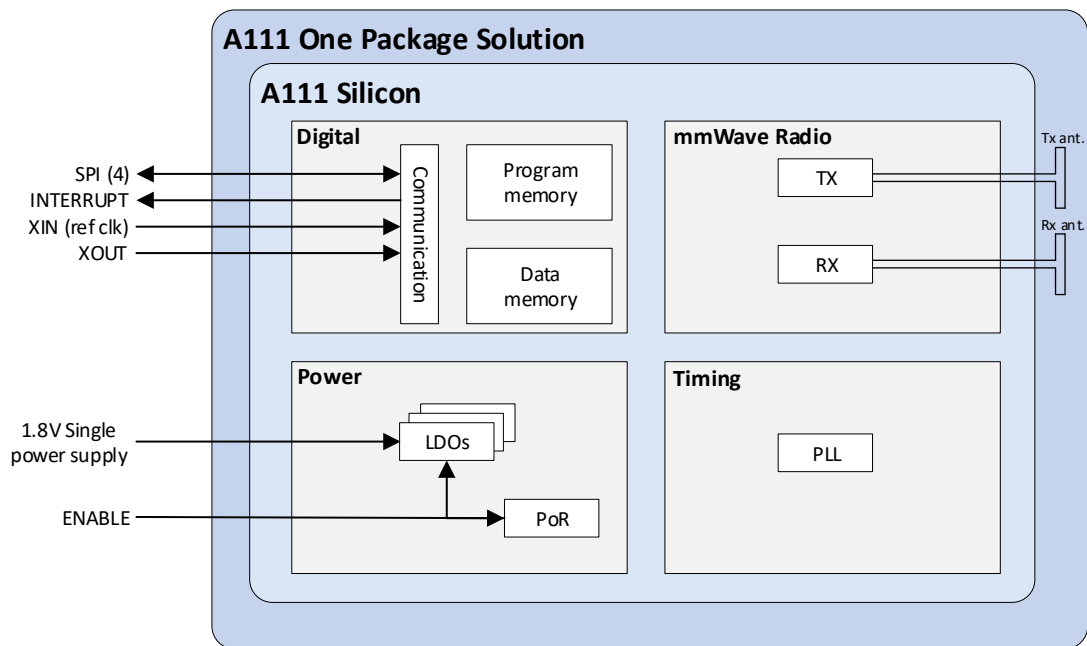 A111 One Package Solution
A111 Silicon
Digital
mmWave Radio
Tx ant.
SPI (4)
INTERRUPT
XIN (ref clk)
XOUT
Communication
Program
memory
Data
memory
TX
RX
Rx ant.
Power
Timing
1.8V Single
power supply
LDOs
ENABLE
PoR
PLL